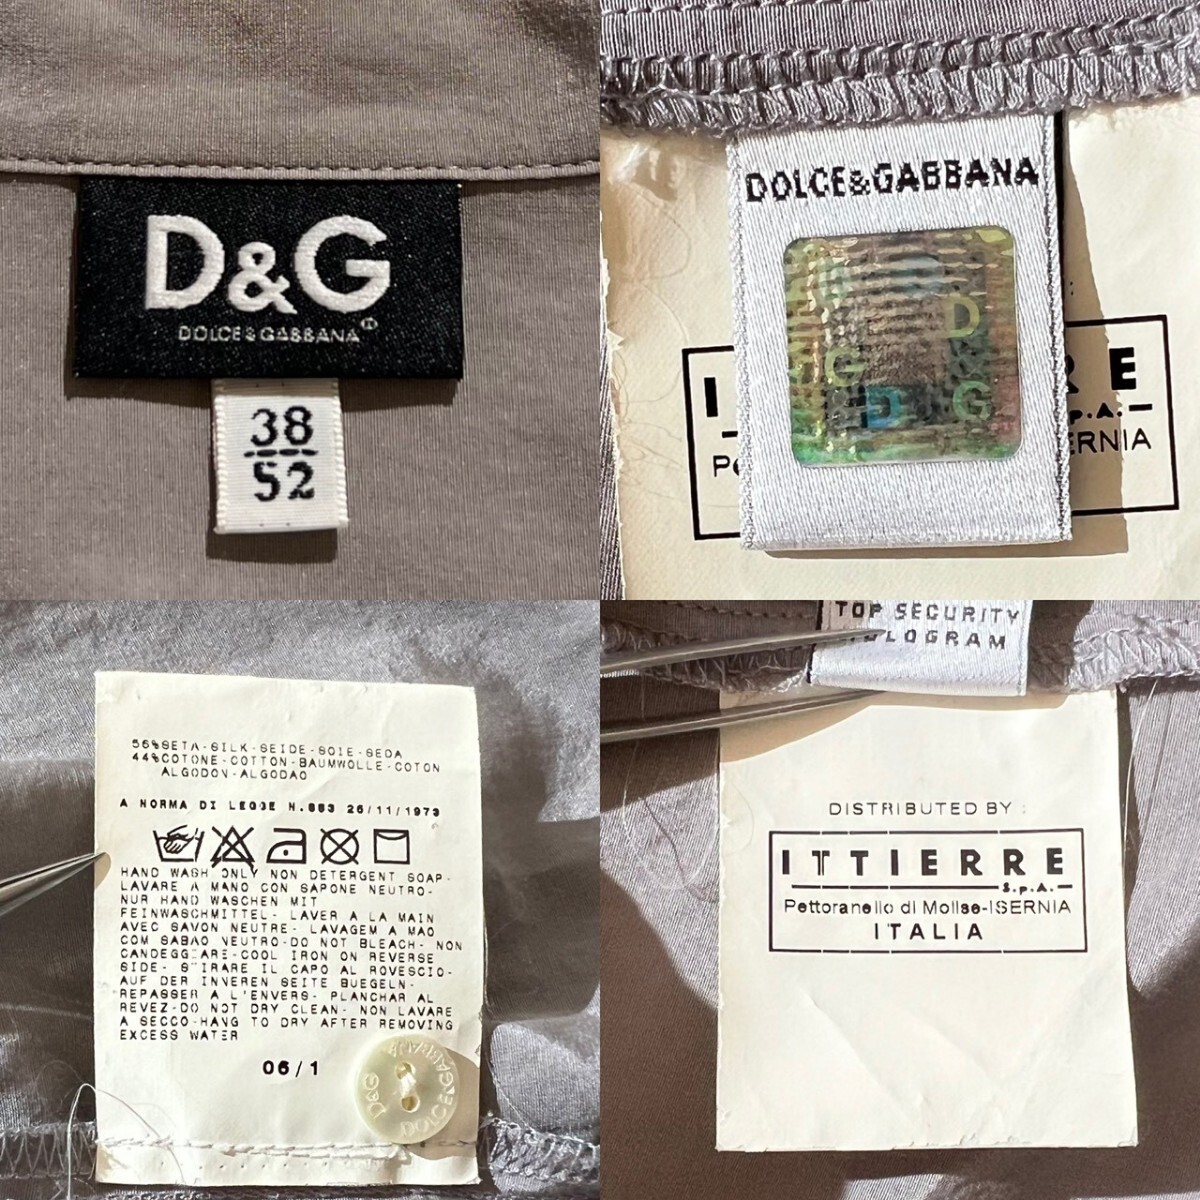 D&G
DOLCE & GABBANA
38
52
DOLCE&GABBANA
D
G
D G
I RE
S.p.A.
ERNIA
56%SETA-SILK-SEIDE-SOIE-SEDA
44%COTONE-COTTON-BAUMWOLLE-COTON
ALGODON-ALGODAO
A NORMA DI LEGGE N.883 26/11/1973
HAND WASH ONLY NON DETERGENT SOAP-
LAVARE A MANO CON SAPONE NEUTRO-
NUR HAND WASCHEN MIT
FEINWASCHMITTEL- LAVER A LA MAIN
AVEC SAVON NEUTRE- LAVAGEM A MAO
COM SABAO NEUTRO-DO NOT BLEACH- NON
CANDEGGIARE-COOL IRON ON REVERSE
SIDE- STIRARE IL CAPO AL ROVESCIO-
AUF DER INNEREN SEITE BUEGELN-
REPASSER A L'ENVERS- PLANCHAR AL
REVEZ-DO NOT DRY CLEAN- NON LAVARE
A SECCO-HANG TO DRY AFTER REMOVING
EXCESS WATER
06/1
D&G DOLCE&GABBANA
TOP SECURITY
HOLOGRAM
DISTRIBUTED BY :
ITTIERRE
S.p.A.
Pettoranello di Molise-ISERNIA
ITALIA